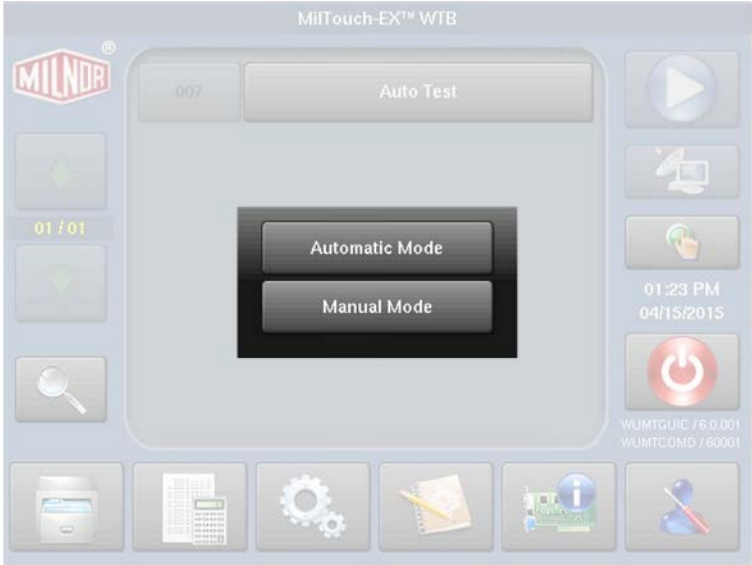 MilTouch-EX™ WTB
MILNOR®
007
Auto Test
01 / 01
Automatic Mode
Manual Mode
01:23 PM
04/15/2015
WUMTGUIC / 6.0.001
WUMTCOMD / 60001